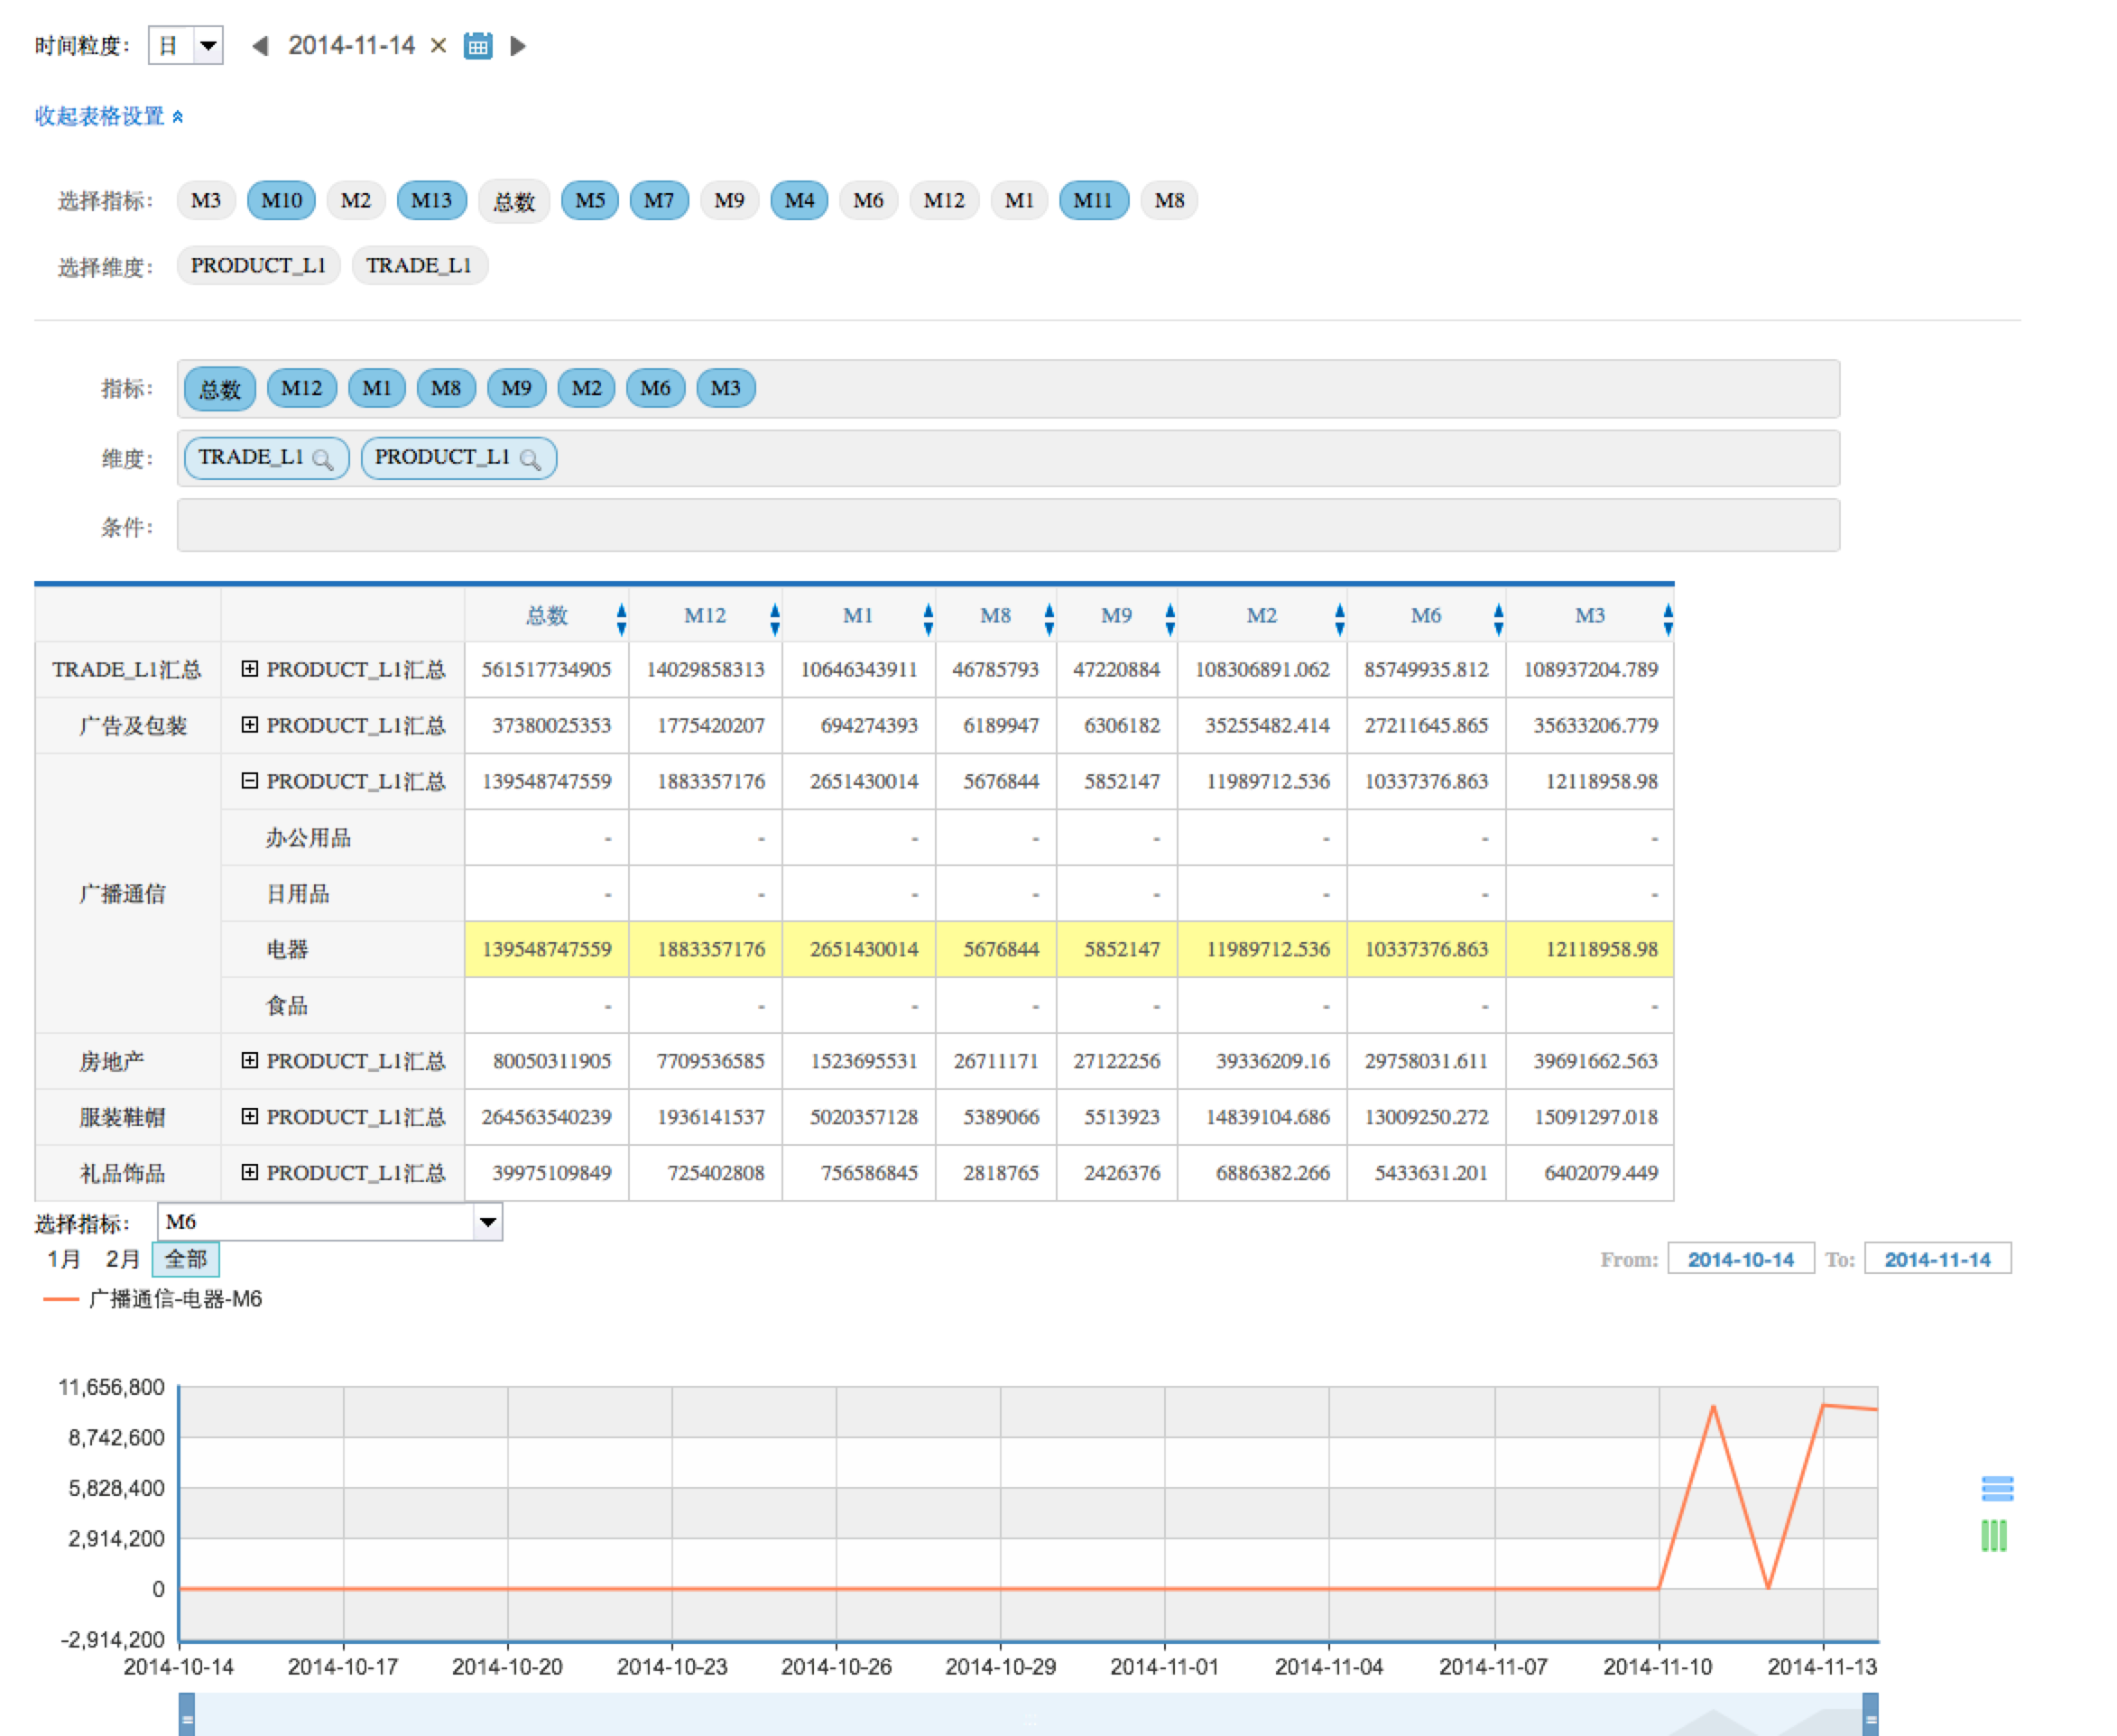 时间粒度: 日 2014-11-14 ×
收起表格设置
选择指标: M3 M10 M2 M13 总数 M5 M7 M9 M4 M6 M12 M1 M11 M8
选择维度: PRODUCT_L1 TRADE_L1
指标: 总数 M12 M1 M8 M9 M2 M6 M3
维度: TRADE_L1 PRODUCT_L1
条件:
总数 M12 M1 M8 M9 M2 M6 M3
TRADE_L1汇总 PRODUCT_L1汇总 561517734905 14029858313 10646343911 46785793 47220884 108306891.062 85749935.812 108937204.789
广告及包装 PRODUCT_L1汇总 37380025353 1775420207 694274393 6189947 6306182 35255482.414 27211645.865 35633206.779
PRODUCT_L1汇总 139548747559 1883357176 2651430014 5676844 5852147 11989712.536 10337376.863 12118958.98
办公用品 - - - - - - - -
广播通信 日用品 - - - - - - - -
电器 139548747559 1883357176 2651430014 5676844 5852147 11989712.536 10337376.863 12118958.98
食品 - - - - - - - -
房地产 PRODUCT_L1汇总 80050311905 7709536585 1523695531 26711171 27122256 39336209.16 29758031.611 39691662.563
服装鞋帽 PRODUCT_L1汇总 264563540239 1936141537 5020357128 5389066 5513923 14839104.686 13009250.272 15091297.018
礼品饰品 PRODUCT_L1汇总 39975109849 725402808 756586845 2818765 2426376 6886382.266 5433631.201 6402079.449
选择指标: M6
1月 2月 全部 From: 2014-10-14 To: 2014-11-14
广播通信-电器-M6
11,656,800
8,742,600
5,828,400
2,914,200
0
-2,914,200
2014-10-14 2014-10-17 2014-10-20 2014-10-23 2014-10-26 2014-10-29 2014-11-01 2014-11-04 2014-11-07 2014-11-10 2014-11-13